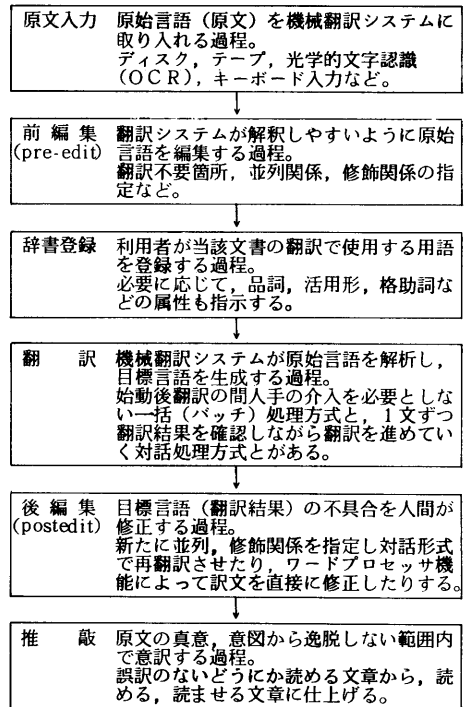 原文入力　原始言語（原文）を機械翻訳システムに
取り入れる過程。
ディスク，テープ，光学的文字認識
（OCR），キーボード入力など。
前編集　翻訳システムが解釈しやすいように原始
(pre-edit)　言語を編集する過程。
翻訳不要箇所，並列関係，修飾関係の指
定など。
辞書登録　利用者が当該文書の翻訳で使用する用語
を登録する過程。
必要に応じて，品詞，活用形，格助詞な
どの属性も指示する。
翻　訳　機械翻訳システムが原始言語を解析し，
目標言語を生成する過程。
始動後翻訳の間人手の介入を必要としな
い一括（バッチ）処理方式と，1文ずつ
翻訳結果を確認しながら翻訳を進めてい
く対話処理方式とがある。
後編集　目標言語（翻訳結果）の不具合を人間が
(postedit)　修正する過程。
新たに並列，修飾関係を指定し対話形式
で再翻訳させたり，ワードプロセッサ機
能によって訳文を直接に修正したりする。
推　敲　原文の真意，意図から逸脱しない範囲内
で意訳する過程。
誤訳のないどうにか読める文章から，読
める，読ませる文章に仕上げる。